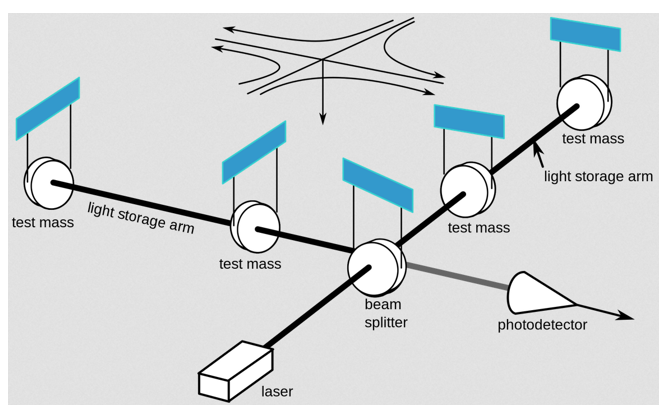 test mass
light storage arm
test mass
test mass
light storage arm
test mass
beam
splitter
photodetector
laser